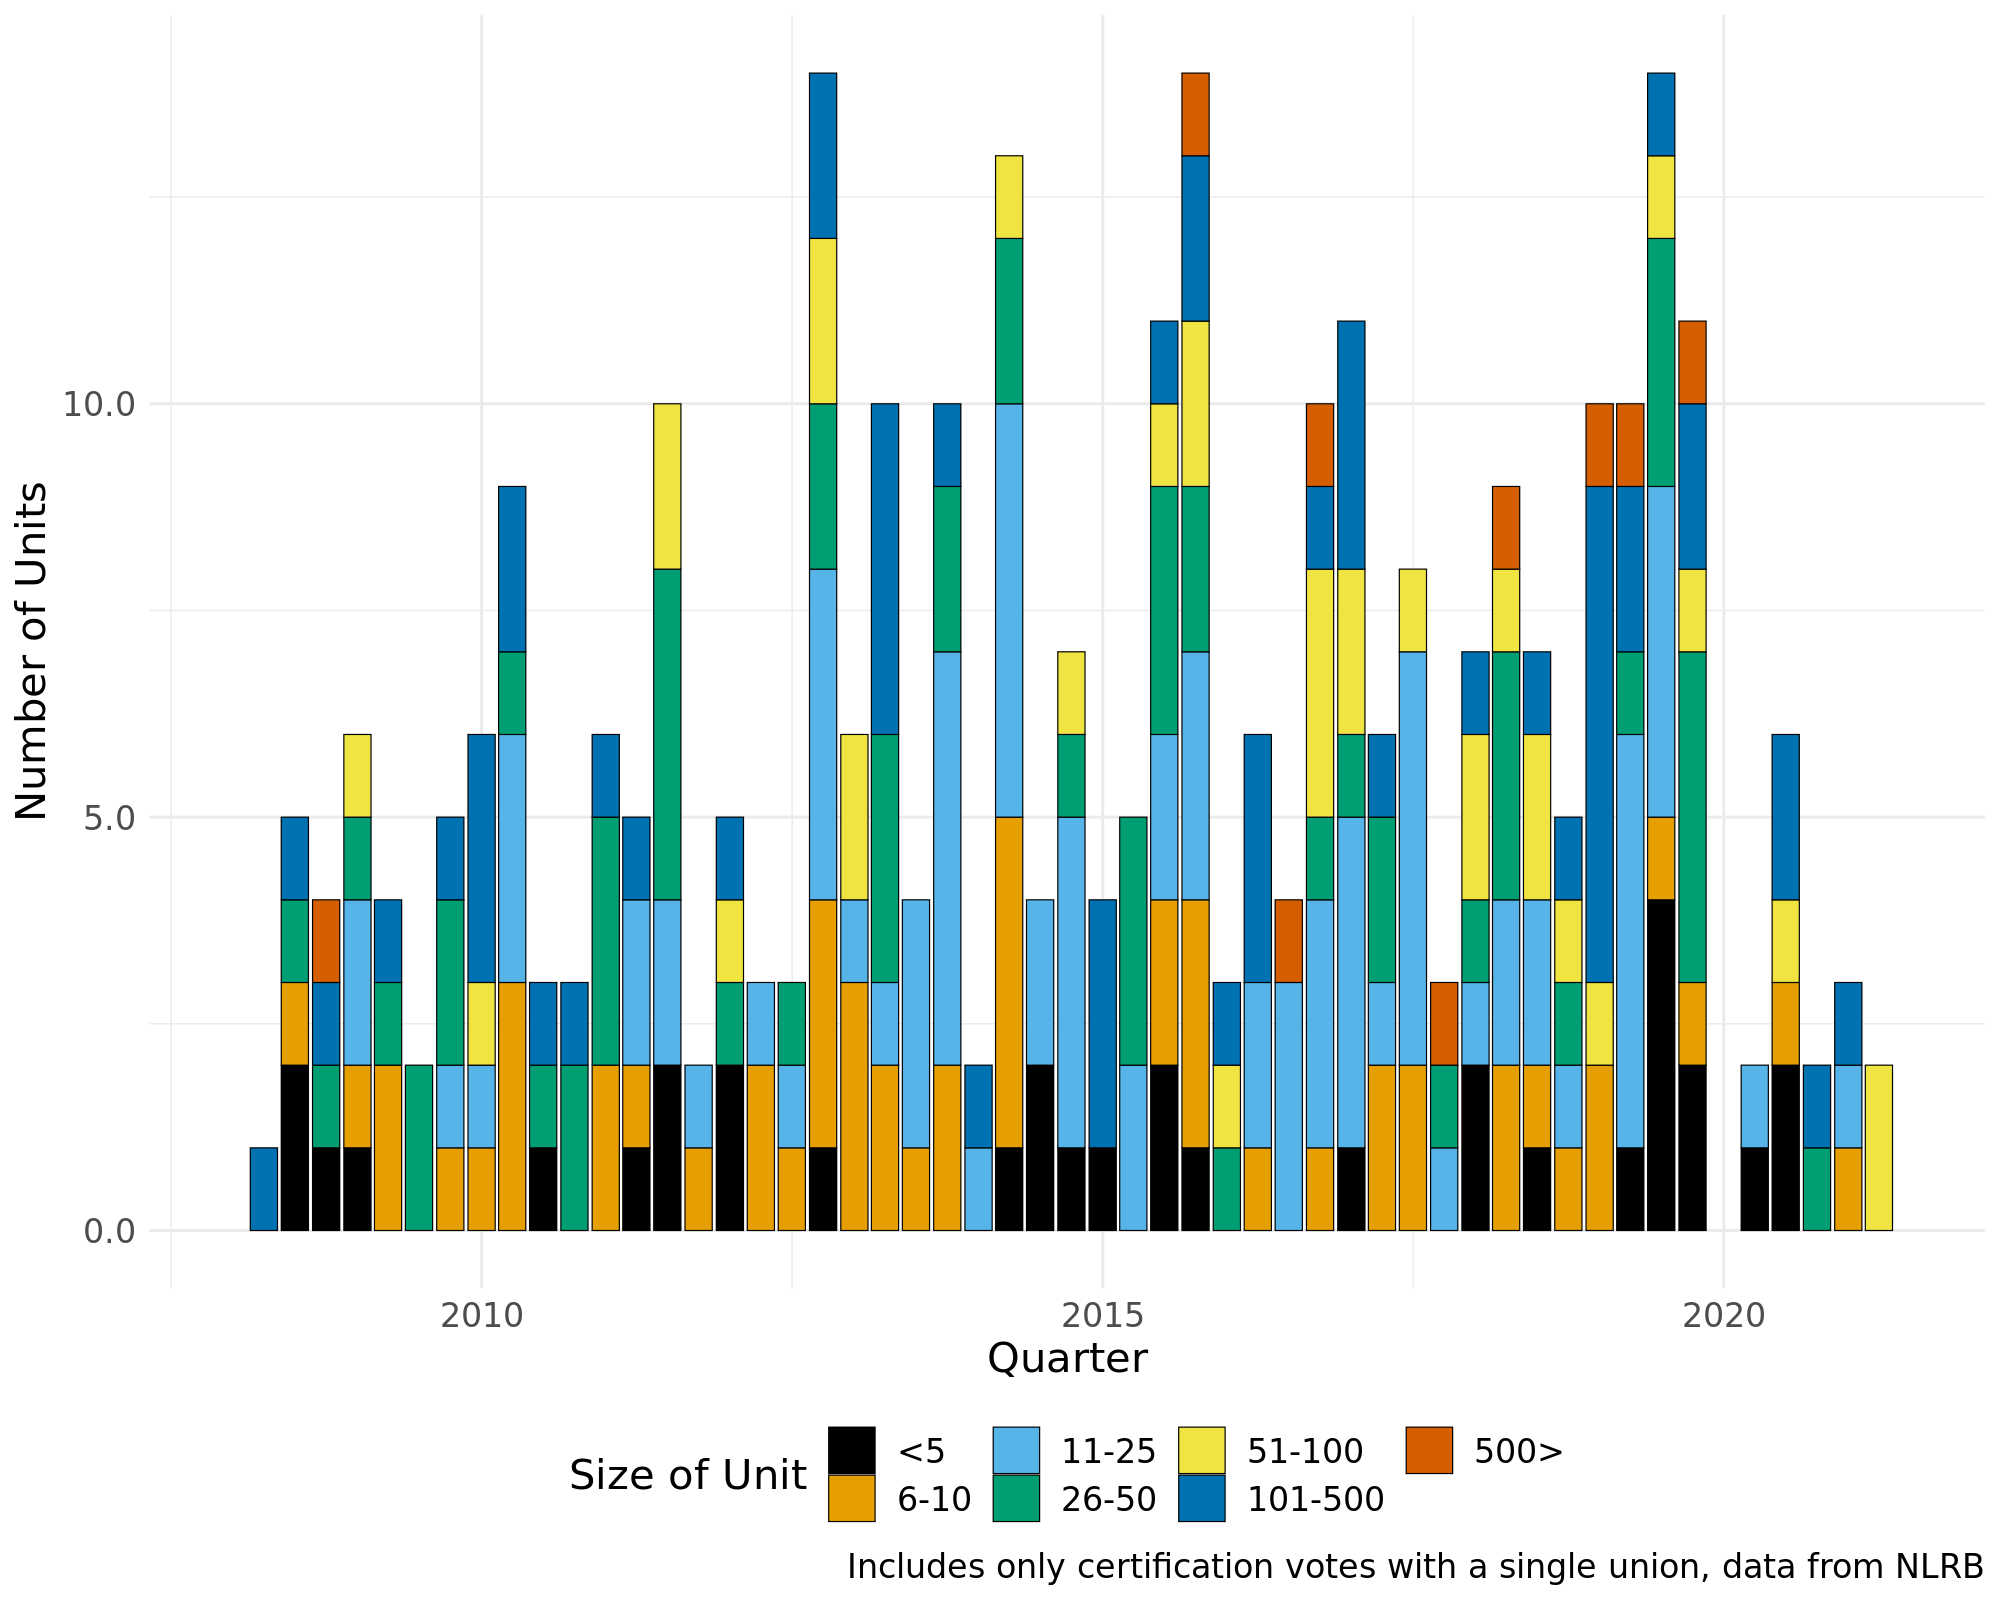 10.0
5.0
0.0
Number of Units
2010 2015 2020
Quarter
Size of Unit
<5 11-25 51-100 500>
6-10 26-50 101-500
Includes only certification votes with a single union, data from NLRB